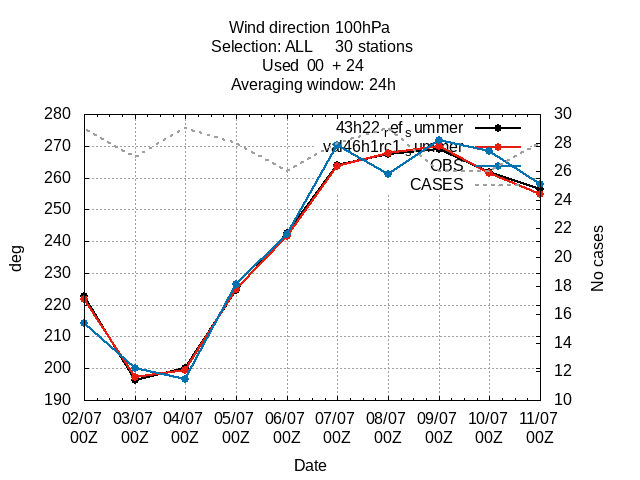 Wind direction 100hPa
Selection: ALL 30 stations
Used 00 + 24
Averaging window: 24h
280 30
270 28
260 26
250 24
240 22
230 20
220 18
210 16
200 14
190 12
10
deg
No cases
43h22ref summer
OBS
CASES
02/07 03/07 04/07 05/07 06/07 07/07 08/07 09/07 10/07 11/07
00Z 00Z 00Z 00Z 00Z 00Z 00Z 00Z 00Z 00Z
Date